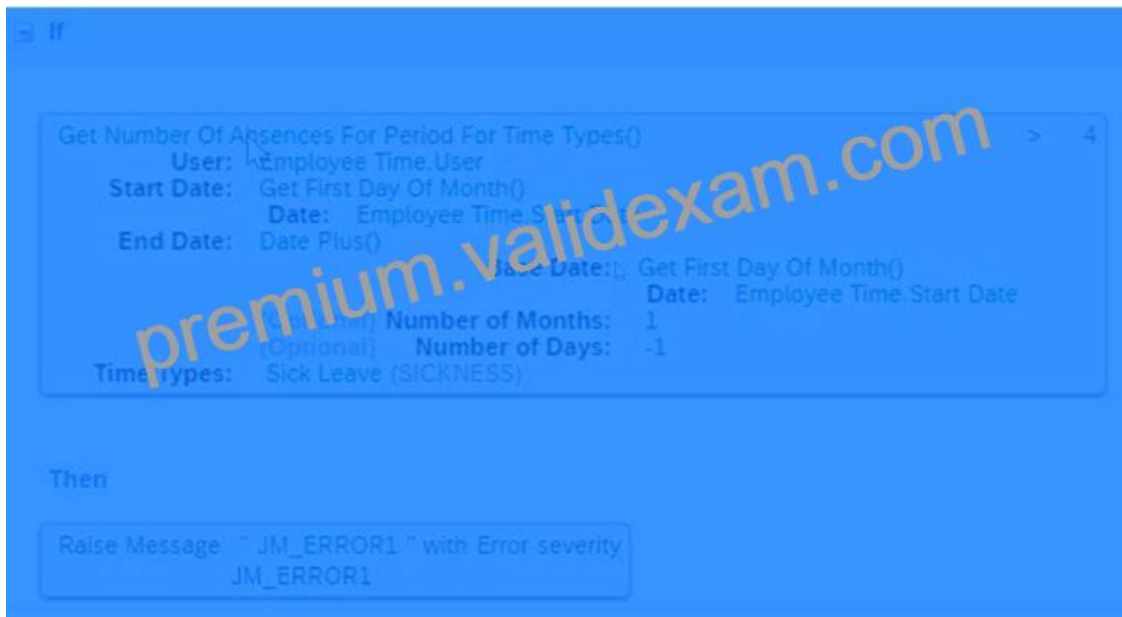 If
Get Number Of Absences For Period For Time Types() > 4
User: Employee Time.User
Start Date: Get First Day Of Month()
Date: Employee Time.Start Date
End Date: Date Plus()
Base Date: Get First Day Of Month()
Date: Employee Time.Start Date
(Optional) Number of Months: 1
(Optional) Number of Days: -1
Time Types: Sick Leave (SICKNESS)
premium.validexam.com
Then
Raise Message " JM_ERROR1 " with Error severity
JM_ERROR1